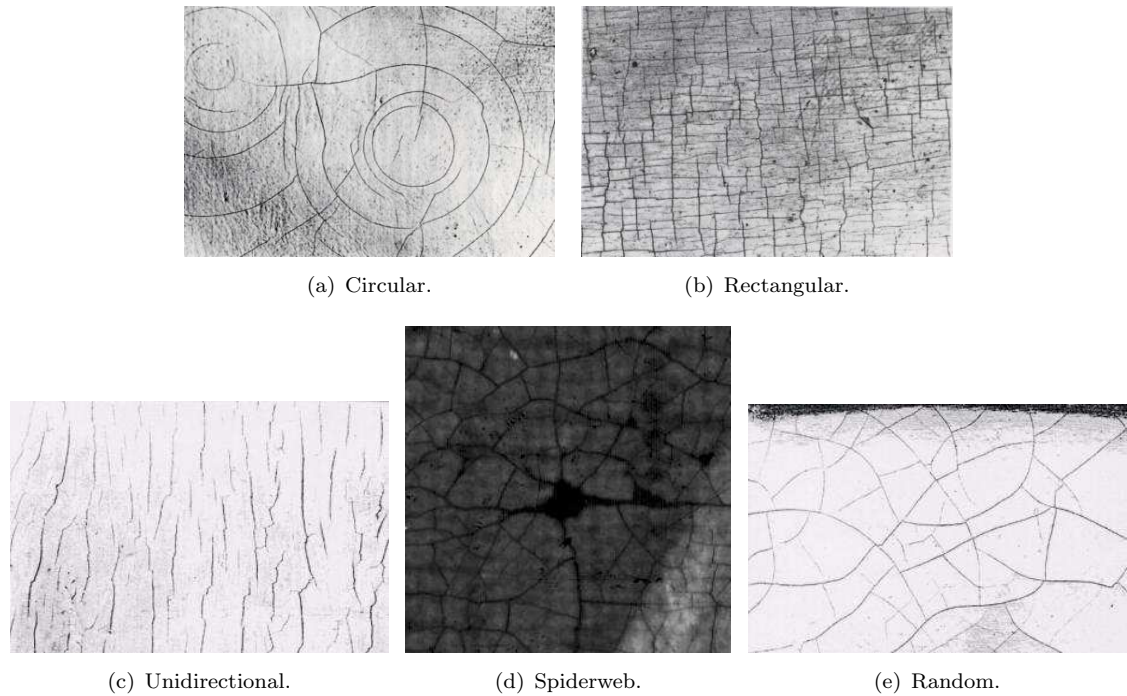 (a) Circular.
(b) Rectangular.
(c) Unidirectional.
(d) Spiderweb.
(e) Random.